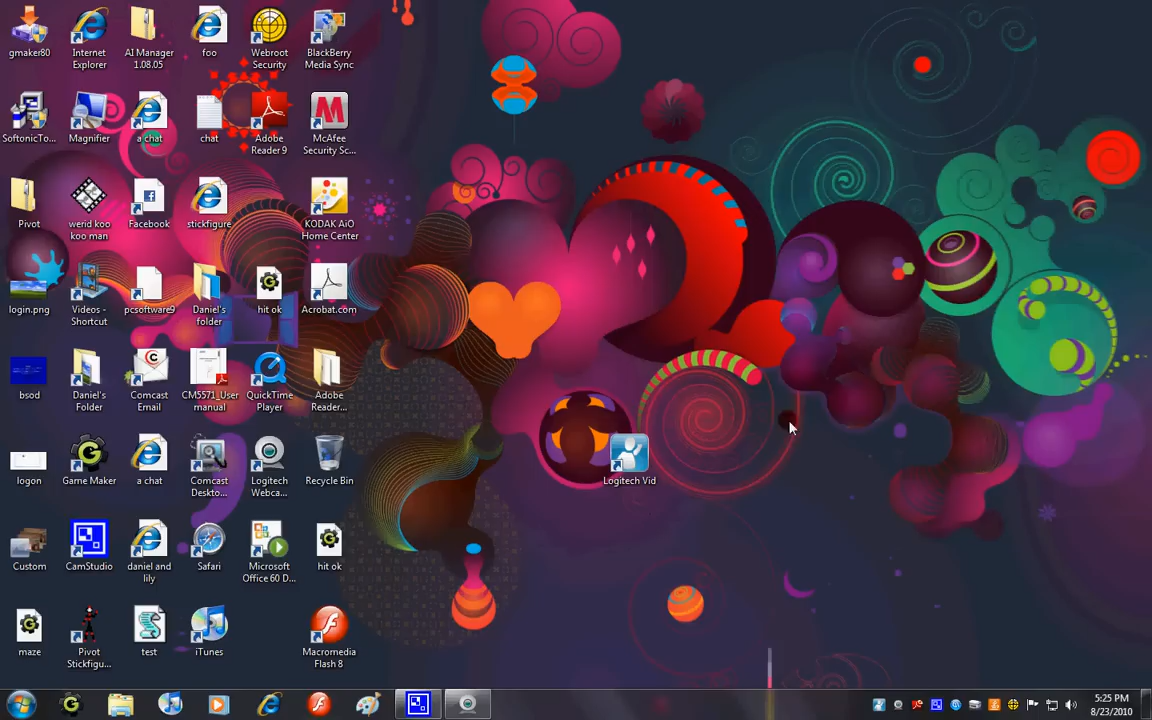 gmaker80
Internet
Explorer
AI Manager
1.08.05
foo
Webroot
Security
BlackBerry
Media Sync
SoftonicTo...
Magnifier
a chat
chat
Adobe
Reader 9
McAfee
Security Sc...
Pivot
werid koo
koo man
Facebook
stickfigure
KODAK AiO
Home Center
login.png
Videos -
Shortcut
pcsoftware9
Daniel's
folder
hit ok
Acrobat.com
bsod
Daniel's
Folder
Comcast
Email
CM5571_User
manual
QuickTime
Player
Adobe
Reader...
logon
Game Maker
a chat
Comcast
Deskto...
Logitech
Webca...
Recycle Bin
Logitech Vid
Custom
CamStudio
daniel and
lily
Safari
Microsoft
Office 60 D...
hit ok
maze
Pivot
Stickfigu...
test
iTunes
Macromedia
Flash 8
5:25 PM
8/23/2010